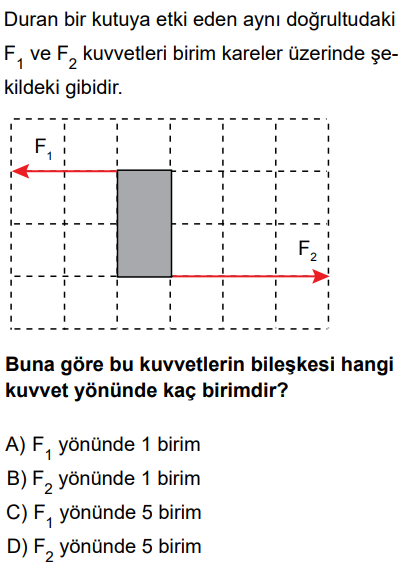 Duran bir kutuya etki eden aynı doğrultudaki
F1 ve F2 kuvvetleri birim kareler üzerinde şe-
kildeki gibidir.
F1
F2
Buna göre bu kuvvetlerin bileşkesi hangi
kuvvet yönünde kaç birimdir?
A) F1 yönünde 1 birim
B) F2 yönünde 1 birim
C) F1 yönünde 5 birim
D) F2 yönünde 5 birim